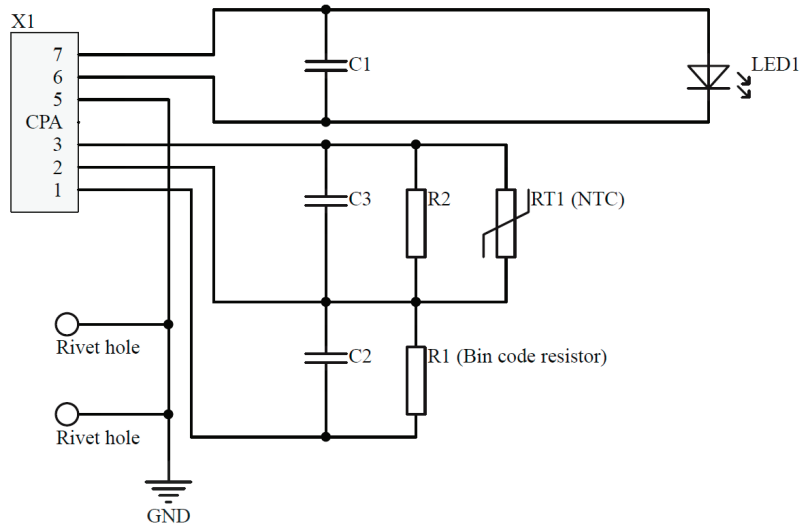 X1
7
6
5
CPA
3
2
1
C1
LED1
C3
R2
RT1 (NTC)
C2
R1 (Bin code resistor)
Rivet hole
Rivet hole
GND